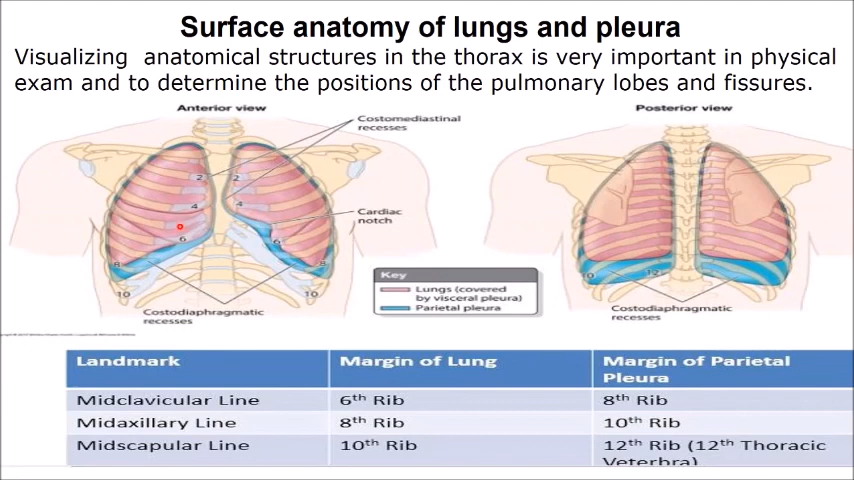 Surface anatomy of lungs and pleura
Visualizing anatomical structures in the thorax is very important in physical
exam and to determine the positions of the pulmonary lobes and fissures.
Anterior view
Posterior view
Costomediastinal
recesses
2 2
4 4
Cardiac
notch
6 6
8 8
10 10
Costodiaphragmatic
recesses
Key
Lungs (covered
by visceral pleura)
Parietal pleura
10 12
Costodiaphragmatic
recesses
Landmark
Margin of Lung
Margin of Parietal
Pleura
Midclavicular Line
6th Rib
8th Rib
Midaxillary Line
8th Rib
10th Rib
Midscapular Line
10th Rib
12th Rib (12th Thoracic
Veterbra)